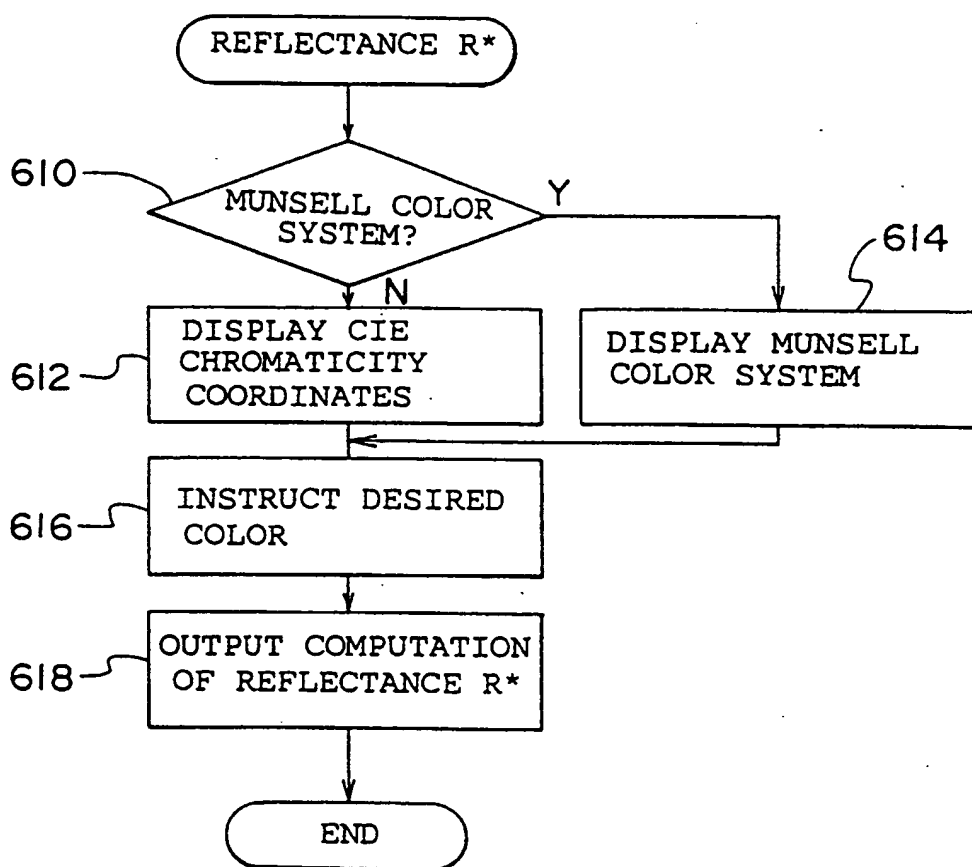 REFLECTANCE R*
610
MUNSELL COLOR
SYSTEM?
Y
N
614
612
DISPLAY CIE
CHROMATICITY
COORDINATES
DISPLAY MUNSELL
COLOR SYSTEM
616
INSTRUCT DESIRED
COLOR
618
OUTPUT COMPUTATION
OF REFLECTANCE R*
END